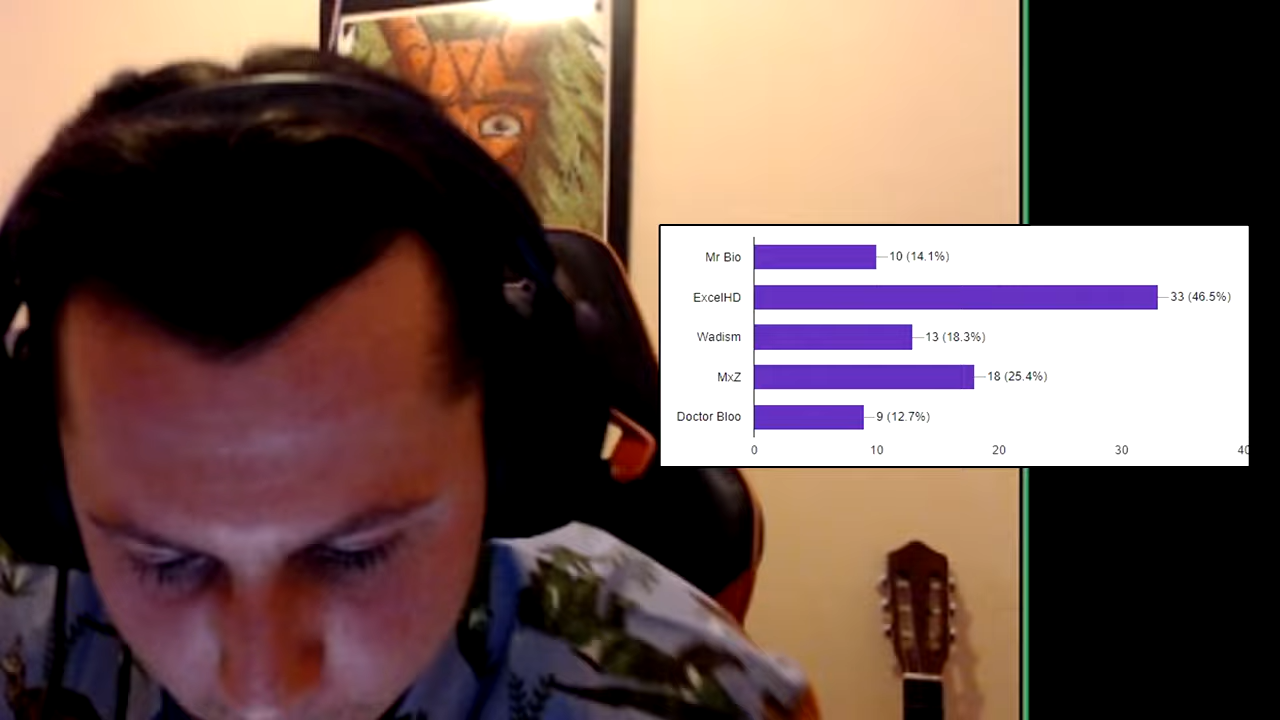 Mr Bio 10 (14.1%)
ExcelHD 33 (46.5%)
Wadism 13 (18.3%)
MxZ 18 (25.4%)
Doctor Bloo 9 (12.7%)
0 10 20 30 40